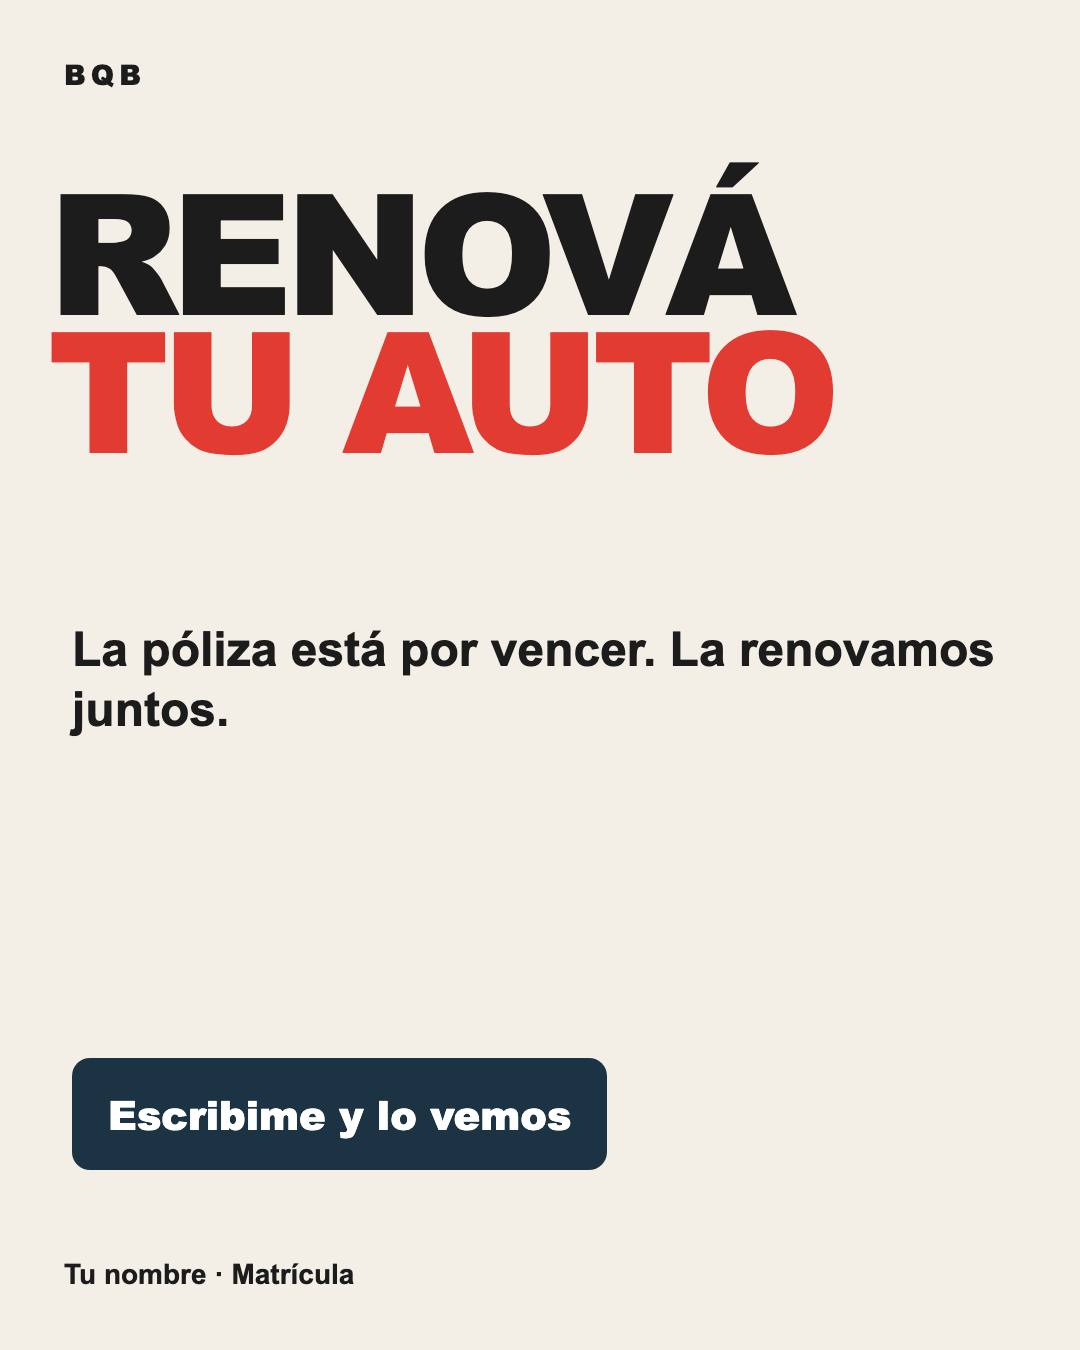 BQB
RENOVÁ
TU AUTO
La póliza está por vencer. La renovamos
juntos.
Escribime y lo vemos
Tu nombre · Matrícula